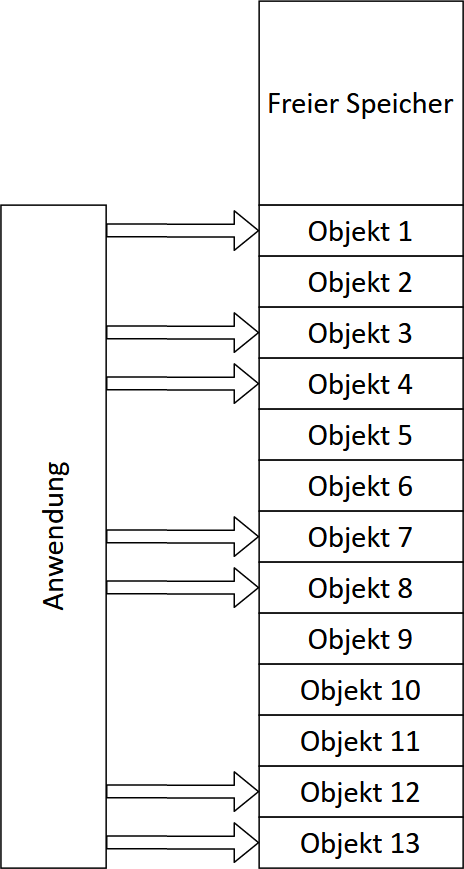 Freier Speicher
Anwendung
Objekt 1
Objekt 2
Objekt 3
Objekt 4
Objekt 5
Objekt 6
Objekt 7
Objekt 8
Objekt 9
Objekt 10
Objekt 11
Objekt 12
Objekt 13